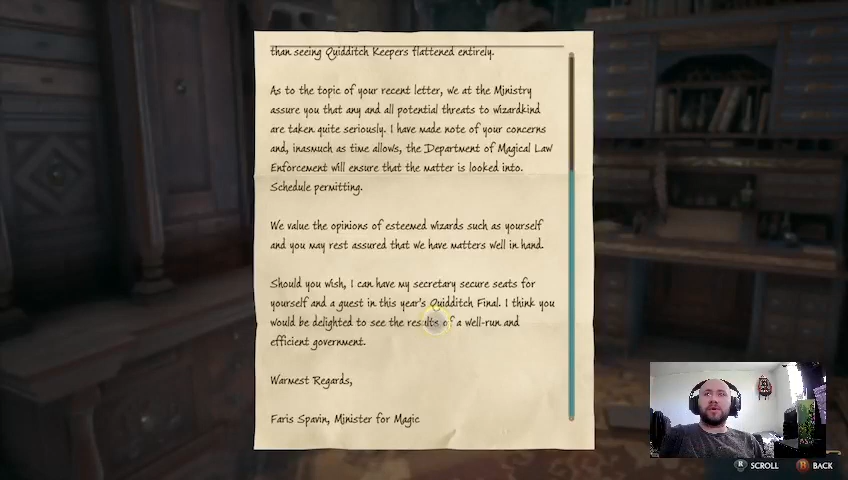 than seeing Quidditch Keepers flattened entirely.
As to the topic of your recent letter, we at the Ministry
assure you that any and all potential threats to wizardkind
are taken quite seriously. I have made note of your concerns
and, inasmuch as time allows, the Department of Magical Law
Enforcement will ensure that the matter is looked into.
Schedule permitting.
We value the opinions of esteemed wizards such as yourself
and you may rest assured that we have matters well in hand.
Should you wish, I can have my secretary secure seats for
yourself and a guest in this year's Quidditch Final. I think you
would be delighted to see the results of a well-run and
efficient government.
Warmest Regards,
Faris Spavin, Minister for Magic
R SCROLL B BACK